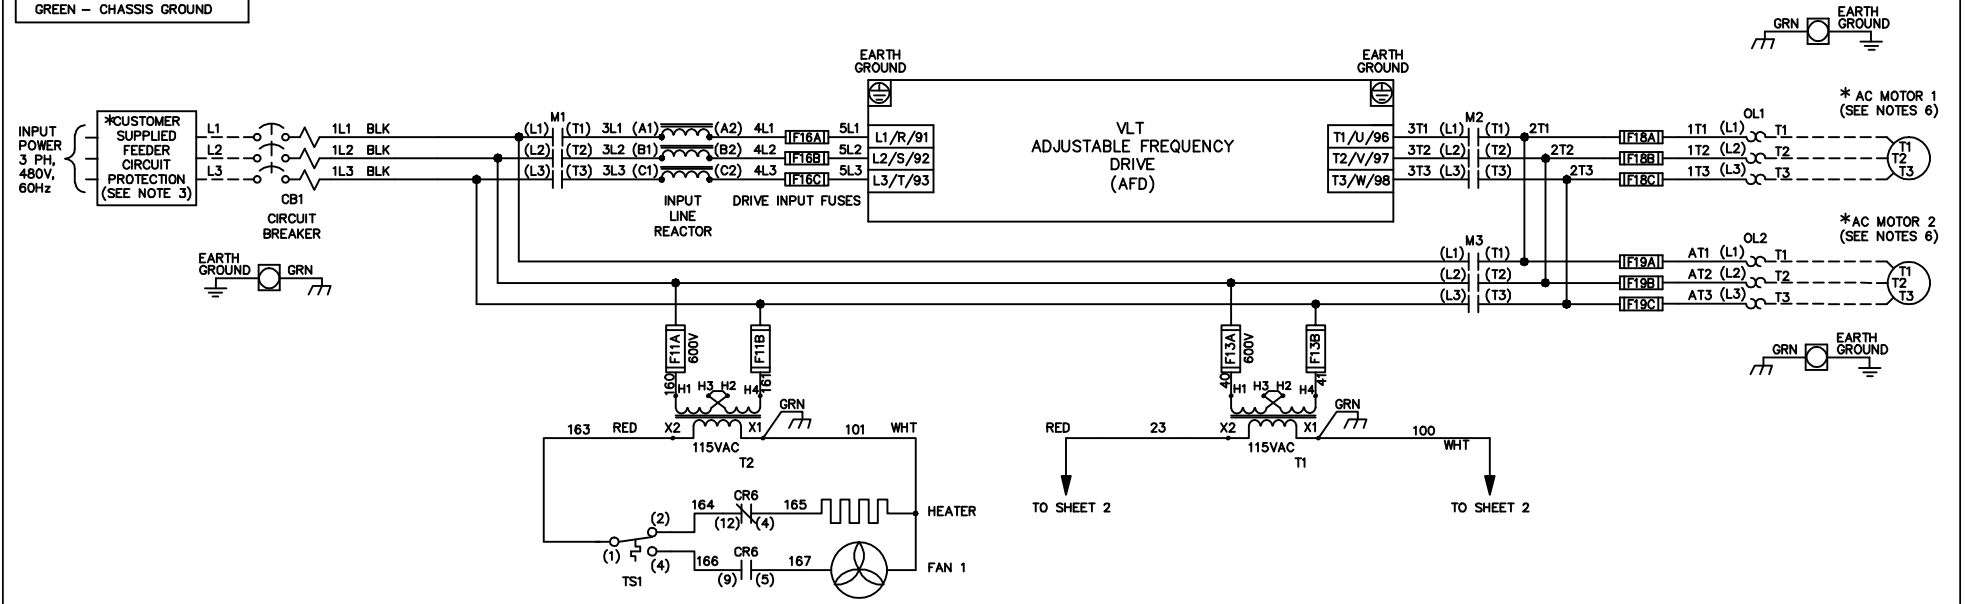 GREEN - CHASSIS GROUND
GRN
EARTH
GROUND
INPUT
POWER
3 PH,
480V,
60Hz
*CUSTOMER
SUPPLIED
FEEDER
CIRCUIT
PROTECTION
(SEE NOTE 3)
L1
L2
L3
CB1
CIRCUIT
BREAKER
1L1 BLK
1L2 BLK
1L3 BLK
M1
(L1) (T1) 3L1 (A1) (A2) 4L1 F16A 5L1
(L2) (T2) 3L2 (B1) (B2) 4L2 F16B 5L2
(L3) (T3) 3L3 (C1) (C2) 4L3 F16C 5L3
INPUT
LINE
REACTOR
DRIVE INPUT FUSES
EARTH
GROUND
L1/R/91
L2/S/92
L3/T/93
VLT
ADJUSTABLE FREQUENCY
DRIVE
(AFD)
EARTH
GROUND
T1/U/96
T2/V/97
T3/W/98
M2
3T1 (L1) (T1) 2T1 F18A 1T1 (L1) T1
3T2 (L2) (T2) 2T2 F18B 1T2 (L2) T2
3T3 (L3) (T3) 2T3 F18C 1T3 (L3) T3
OL1
* AC MOTOR 1
(SEE NOTES 6)
T1
T2
T3
EARTH
GROUND
GRN
M3
(L1) (T1) F19A AT1 (L1) T1
(L2) (T2) F19B AT2 (L2) T2
(L3) (T3) F19C AT3 (L3) T3
OL2
*AC MOTOR 2
(SEE NOTES 6)
T1
T2
T3
GRN
EARTH
GROUND
F11A
600V
F11B
160
161
H1 H3 H2 H4
GRN
163 RED X2 X1 101 WHT
115VAC
T2
164 CR6 165
(12) (4)
HEATER
(2)
(1)
(4)
TS1
166 CR6 167
(9) (5)
FAN 1
F13A
600V
F13B
40
41
H1 H3 H2 H4
GRN
RED 23 X2 X1 100
WHT
115VAC
T1
TO SHEET 2
TO SHEET 2